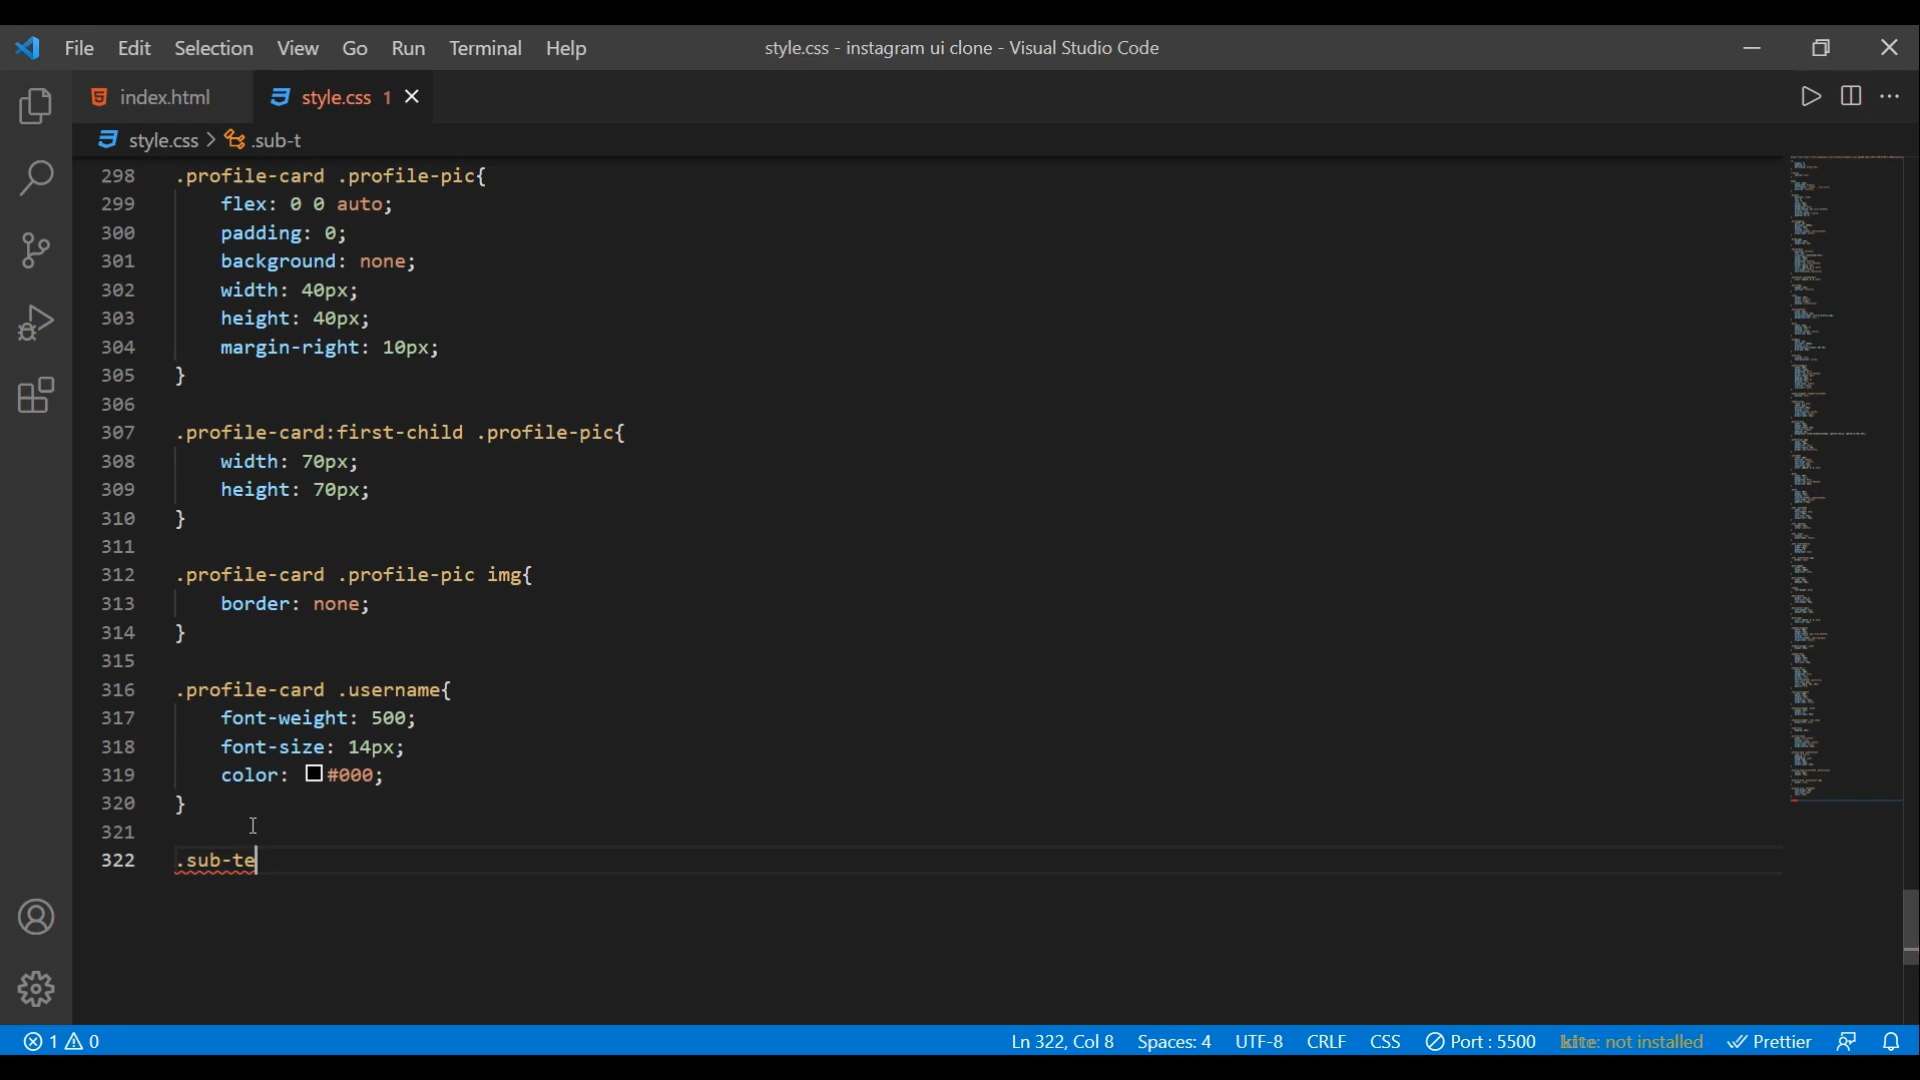 File Edit Selection View Go Run Terminal Help style.css - instagram ui clone - Visual Studio Code
index.html style.css 1
style.css > .sub-t
298 .profile-card .profile-pic{
299 flex: 0 0 auto;
300 padding: 0;
301 background: none;
302 width: 40px;
303 height: 40px;
304 margin-right: 10px;
305 }
306
307 .profile-card:first-child .profile-pic{
308 width: 70px;
309 height: 70px;
310 }
311
312 .profile-card .profile-pic img{
313 border: none;
314 }
315
316 .profile-card .username{
317 font-weight: 500;
318 font-size: 14px;
319 color: #000;
320 }
321
322 .sub-te
1 0 Ln 322, Col 8 Spaces: 4 UTF-8 CRLF CSS Port : 5500 kite: not installed Prettier